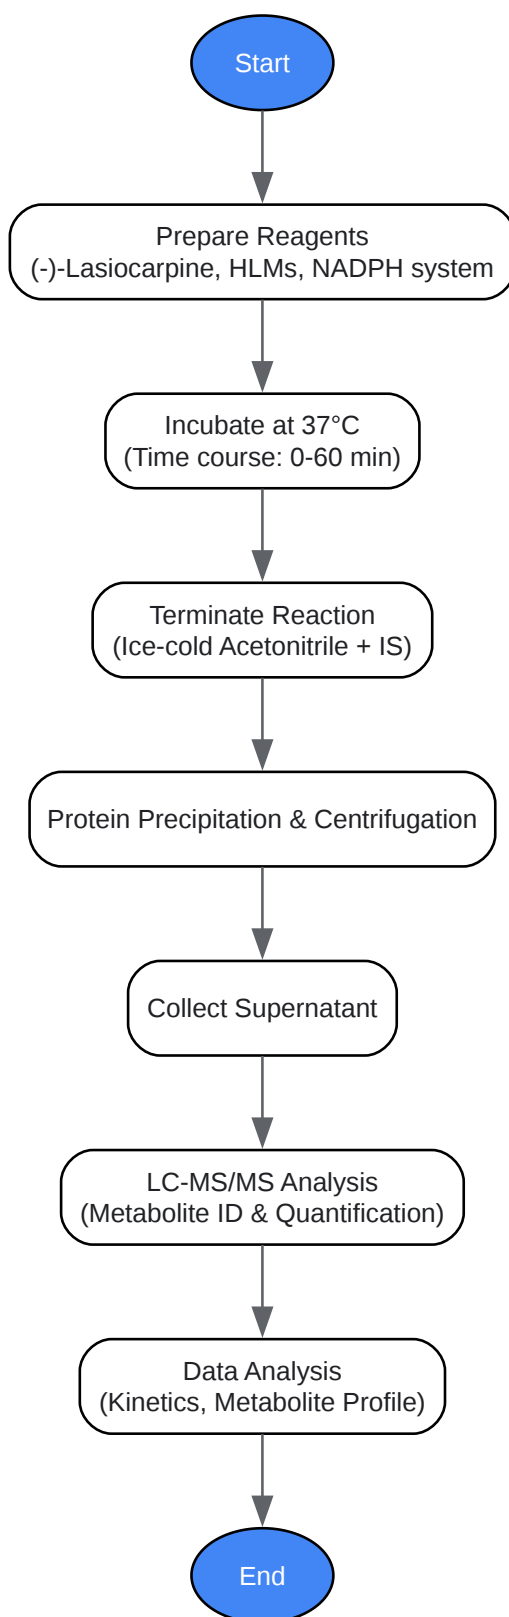 Start
Prepare Reagents
(-)-Lasiocarpine, HLMs, NADPH system
Incubate at 37°C
(Time course: 0-60 min)
Terminate Reaction
(Ice-cold Acetonitrile + IS)
Protein Precipitation & Centrifugation
Collect Supernatant
LC-MS/MS Analysis
(Metabolite ID & Quantification)
Data Analysis
(Kinetics, Metabolite Profile)
End